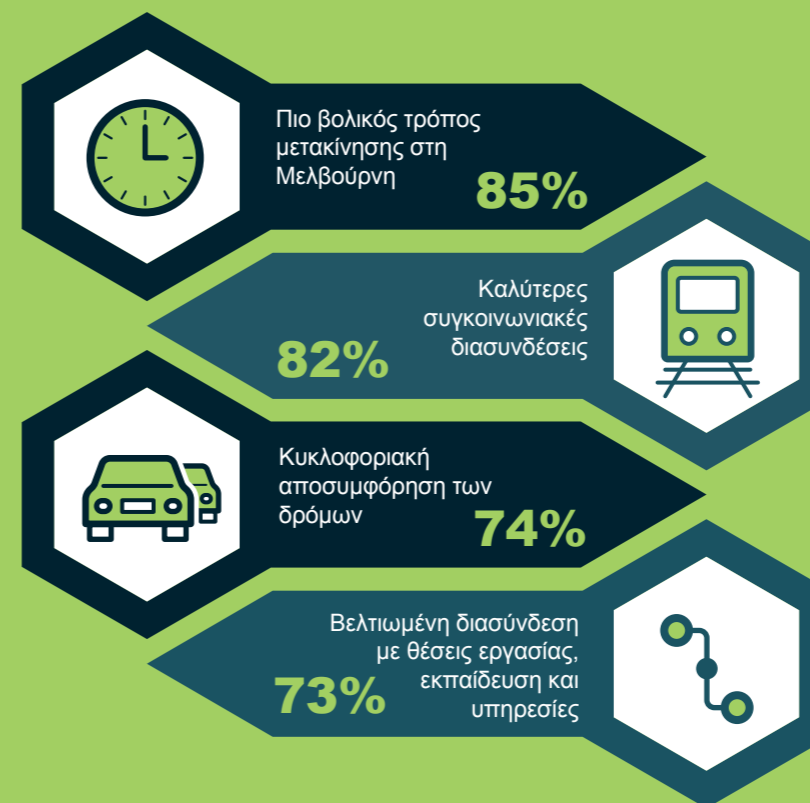 Πιο βολικός τρόπος
μετακίνησης στη
Μελβούρνη
85%
Καλύτερες
συγκοινωνιακές
διασυνδέσεις
82%
Κυκλοφοριακή
αποσυμφόρηση των
δρόμων
74%
Βελτιωμένη διασύνδεση
με θέσεις εργασίας,
εκπαίδευση και
υπηρεσίες
73%